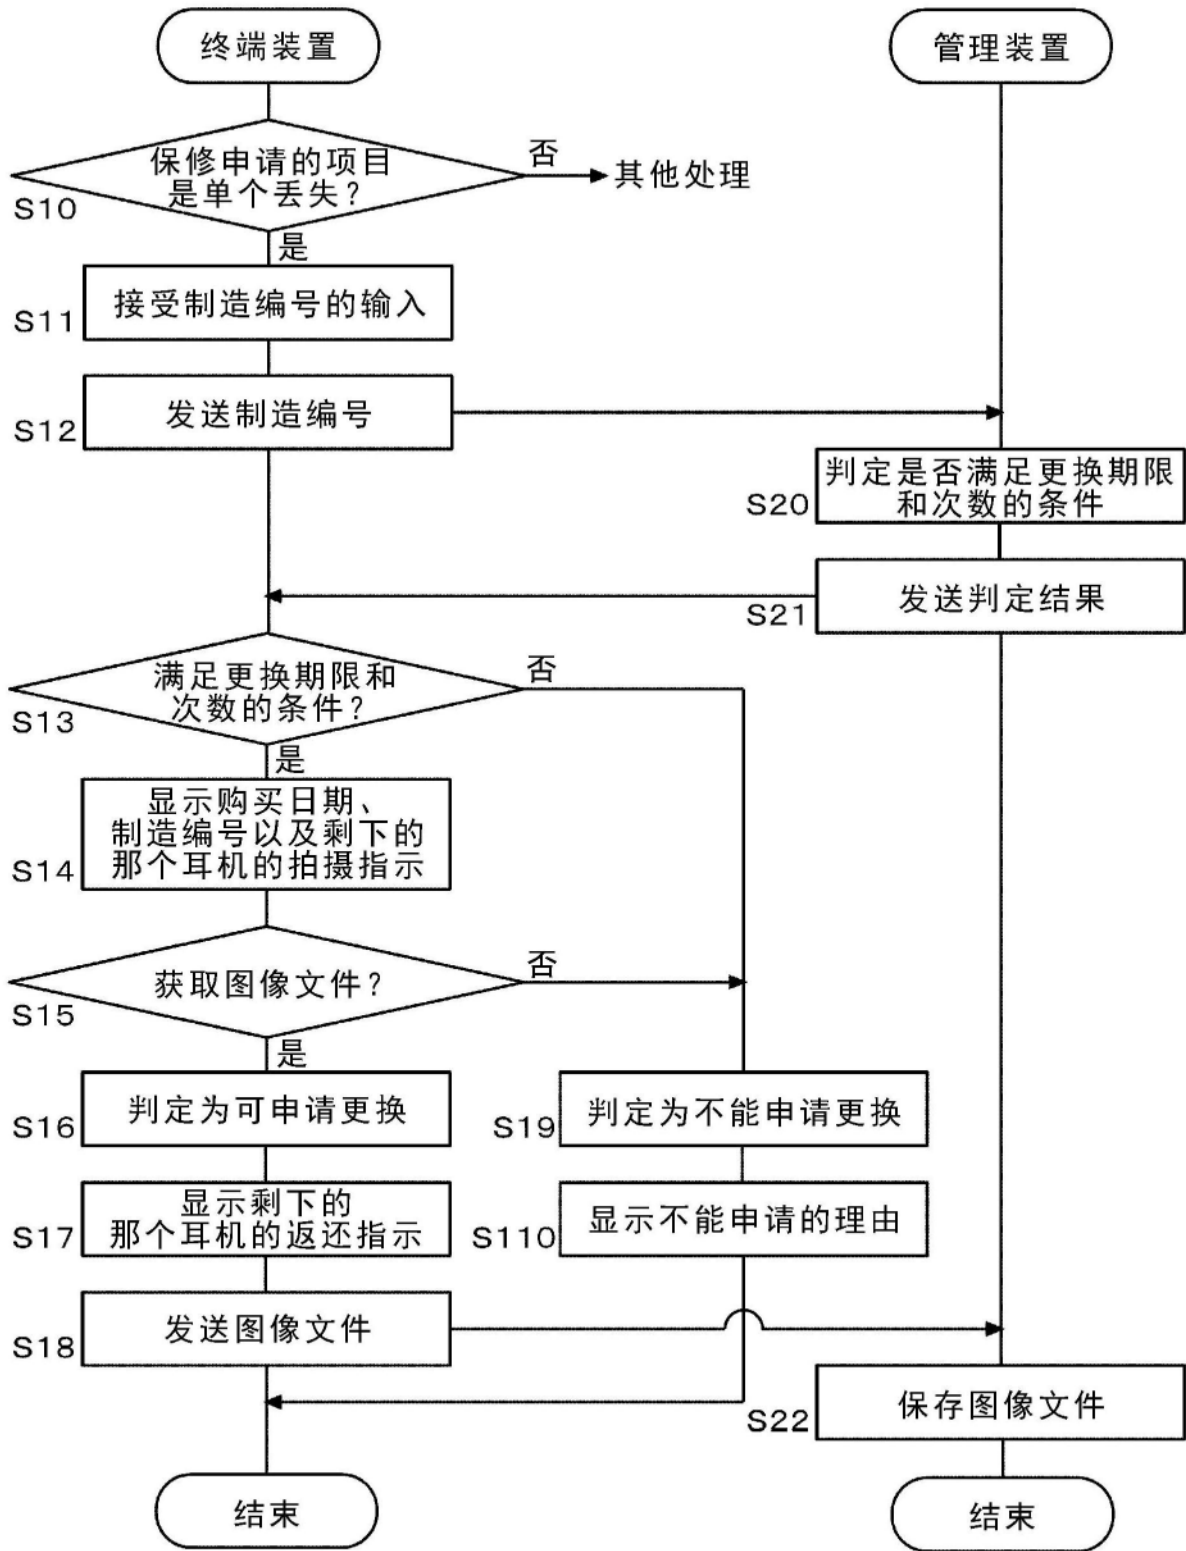 终端装置
管理装置
保修申请的项目
是单个丢失?
否
其他处理
S10
是
接受制造编号的输入
S11
发送制造编号
S12
判定是否满足更换期限
和次数的条件
S20
发送判定结果
S21
满足更换期限和
次数的条件?
否
S13
是
显示购买日期、
制造编号以及剩下的
那个耳机的拍摄指示
S14
获取图像文件?
否
S15
是
判定为可申请更换
S16
判定为不能申请更换
S19
显示剩下的
那个耳机的返还指示
S17
显示不能申请的理由
S110
发送图像文件
S18
保存图像文件
S22
结束
结束